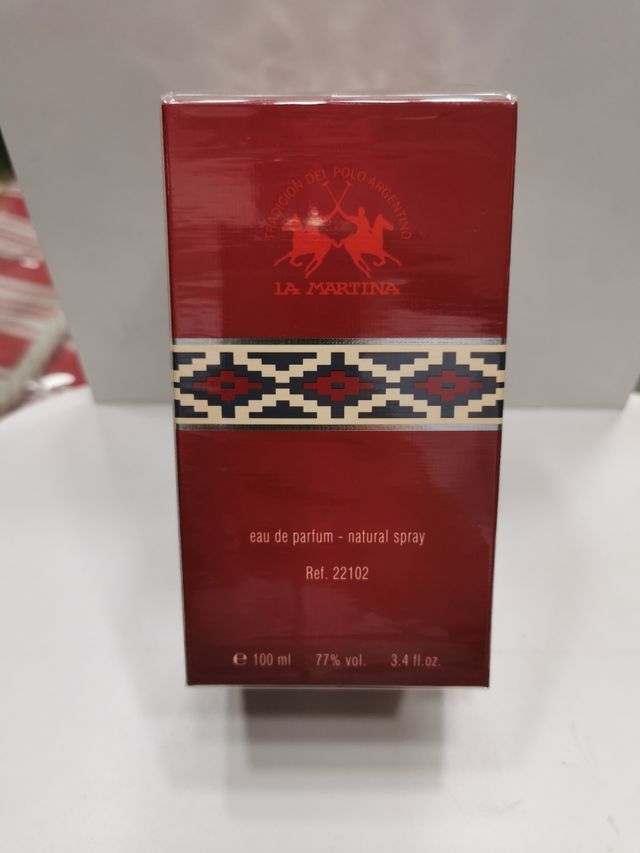 TRADICION DEL POLO ARGENTINO
LA MARTINA
eau de parfum - natural spray
Ref. 22102
e 100 ml 77% vol. 3.4 fl.oz.